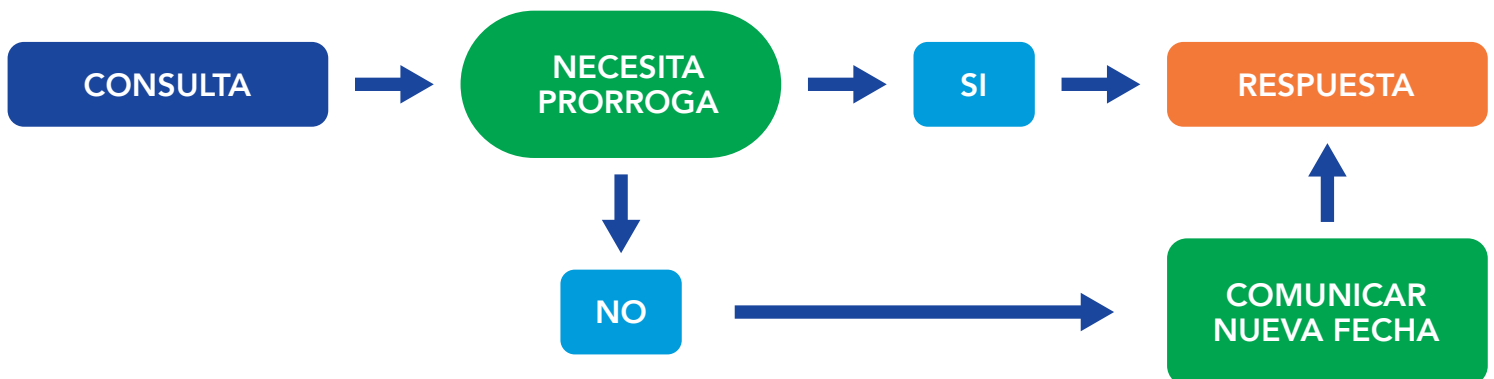 CONSULTA
NECESITA
PRORROGA
SI
RESPUESTA
NO
COMUNICAR
NUEVA FECHA